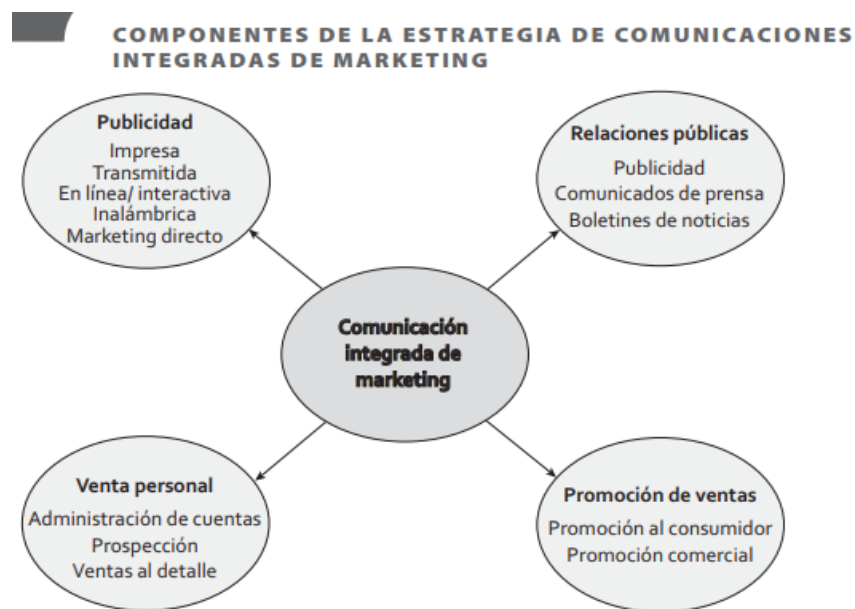 COMPONENTES DE LA ESTRATEGIA DE COMUNICACIONES
INTEGRADAS DE MARKETING
Publicidad
Impresa
Transmitida
En línea/ interactiva
Inalámbrica
Marketing directo
Relaciones públicas
Publicidad
Comunicados de prensa
Boletines de noticias
Comunicación
integrada de
marketing
Venta personal
Administración de cuentas
Prospección
Ventas al detalle
Promoción de ventas
Promoción al consumidor
Promoción comercial